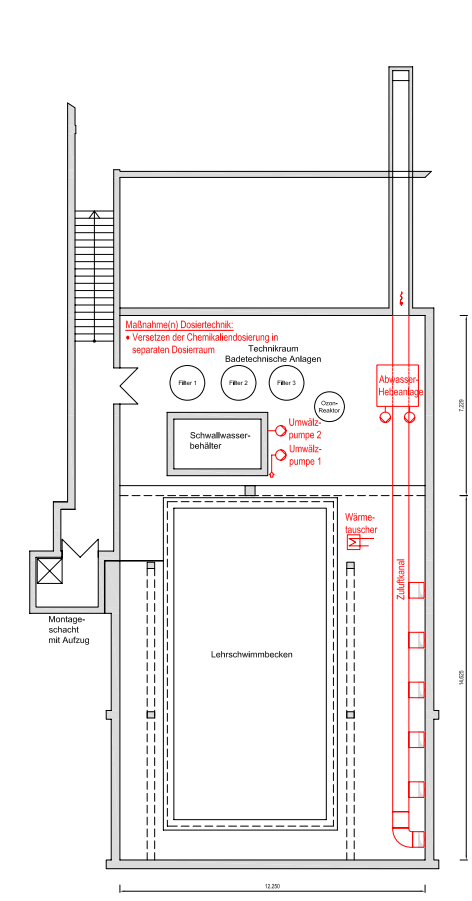 Maßnahme(n) Dosiertechnik:
• Versetzen der Chemikaliendosierung in
separaten Dosierraum
Technikraum
Badetechnische Anlagen
Filter 1
Filter 2
Filter 3
Ozon-
Reaktor
Abwasser-
Hebeanlage
7.229
Schwallwasser-
behälter
Umwälz-
pumpe 2
Umwälz-
pumpe 1
Wärme-
tauscher
Zuluftkanal
Montage-
schacht
mit Aufzug
Lehrschwimmbecken
14.625
12.250